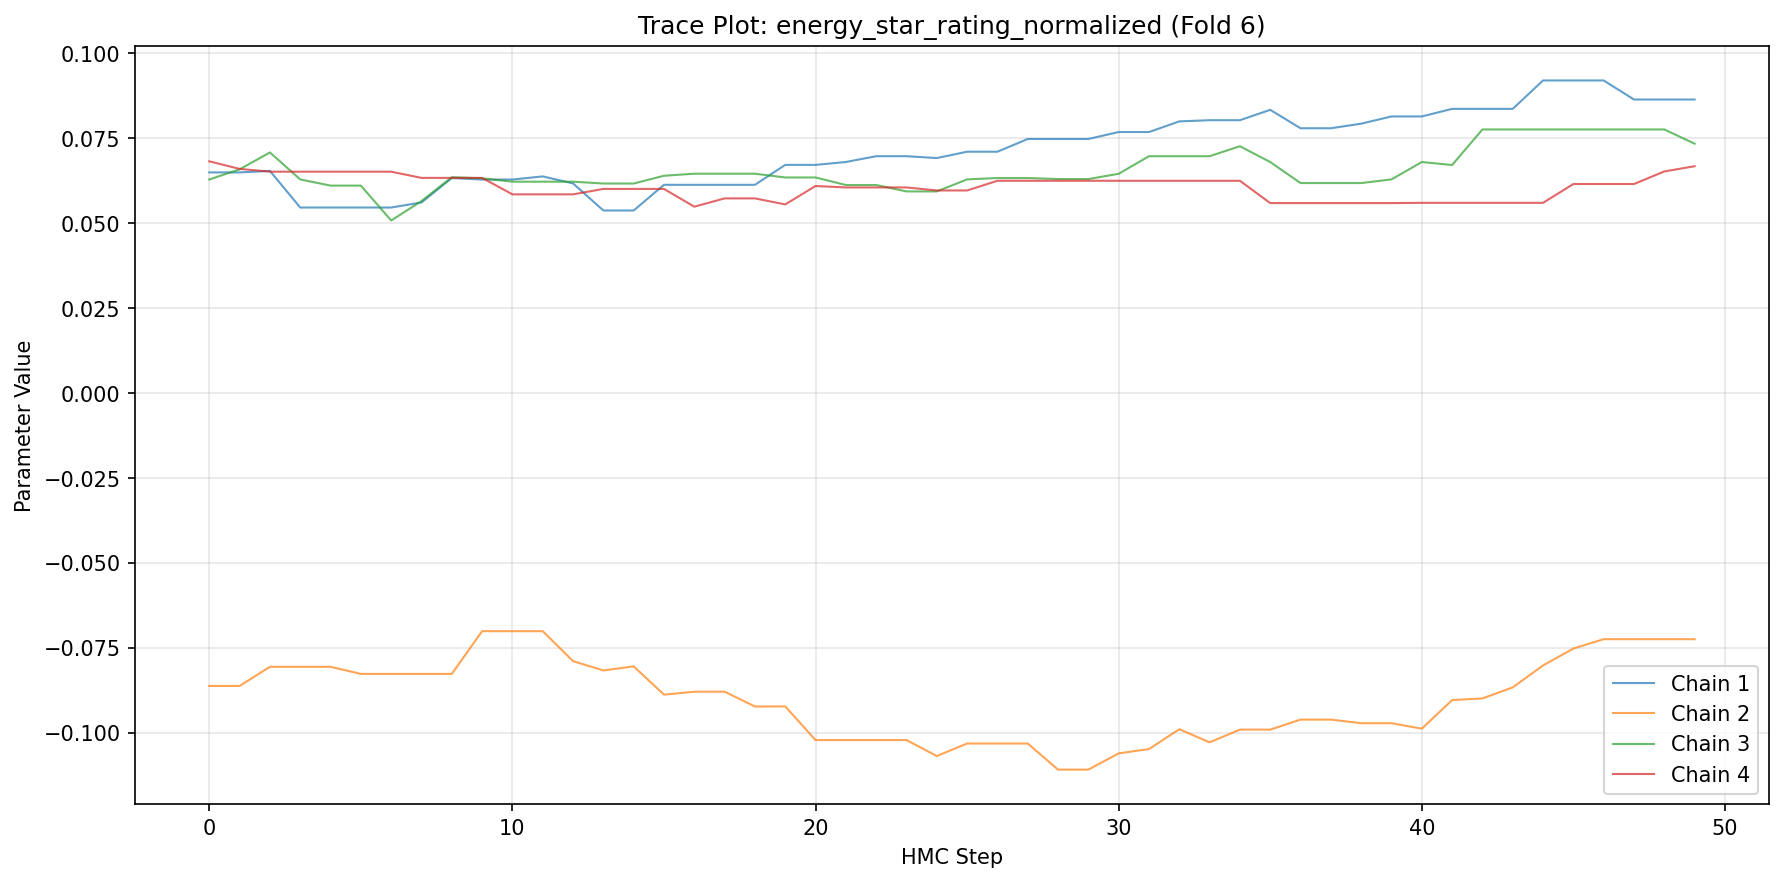 Trace Plot: energy_star_rating_normalized (Fold 6)
Parameter Value
0.100
0.075
0.050
0.025
0.000
−0.025
−0.050
−0.075
−0.100
Chain 1
Chain 2
Chain 3
Chain 4
0 10 20 30 40 50
HMC Step